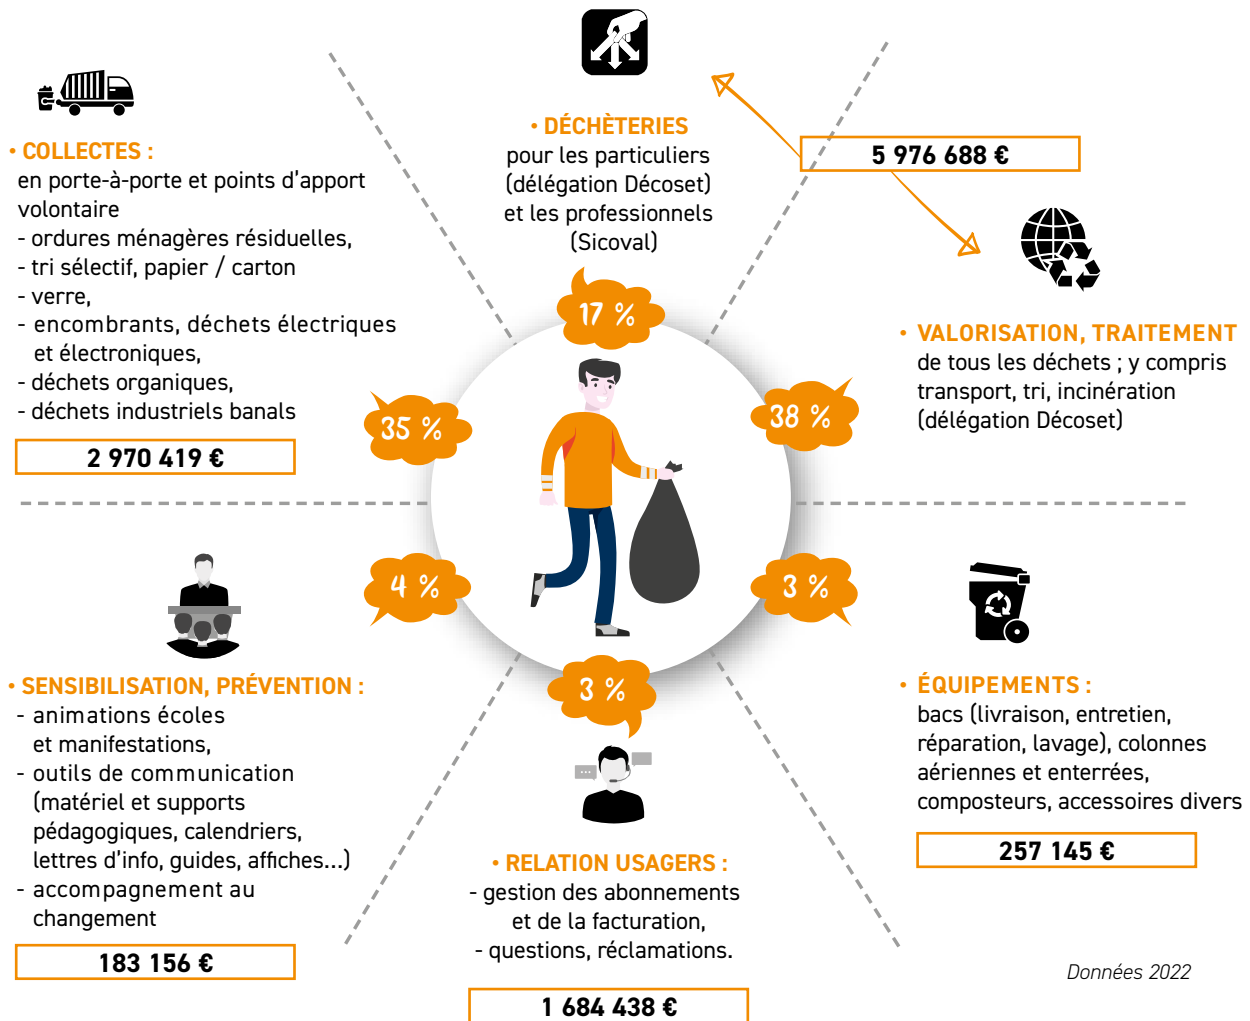 • COLLECTES :
en porte-à-porte et points d'apport
volontaire
- ordures ménagères résiduelles,
- tri sélectif, papier / carton
- verre,
- encombrants, déchets électriques
et électroniques,
- déchets organiques,
- déchets industriels banals
2 970 419 €
35 %
• DÉCHÈTERIES
pour les particuliers
(délégation Décoset)
et les professionnels
(Sicoval)
17 %
5 976 688 €
• VALORISATION, TRAITEMENT
de tous les déchets ; y compris
transport, tri, incinération
(délégation Décoset)
38 %
4 %
• SENSIBILISATION, PRÉVENTION :
- animations écoles
et manifestations,
- outils de communication
(matériel et supports
pédagogiques, calendriers,
lettres d'info, guides, affiches...)
- accompagnement au
changement
183 156 €
3 %
• RELATION USAGERS :
- gestion des abonnements
et de la facturation,
- questions, réclamations.
1 684 438 €
3 %
• ÉQUIPEMENTS :
bacs (livraison, entretien,
réparation, lavage), colonnes
aériennes et enterrées,
composteurs, accessoires divers
257 145 €
Données 2022